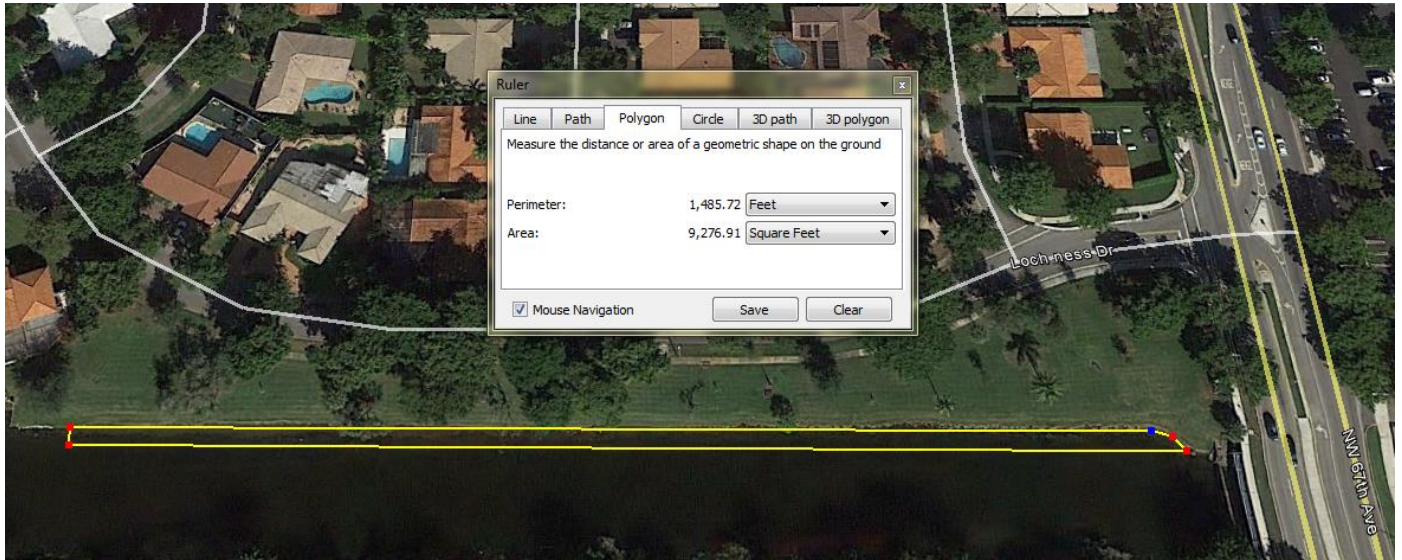 Ruler
Line Path Polygon Circle 3D path 3D polygon
Measure the distance or area of a geometric shape on the ground
Perimeter: 1,485.72 Feet
Area: 9,276.91 Square Feet
Mouse Navigation Save Clear
Loch ness Dr
NW 67th Ave